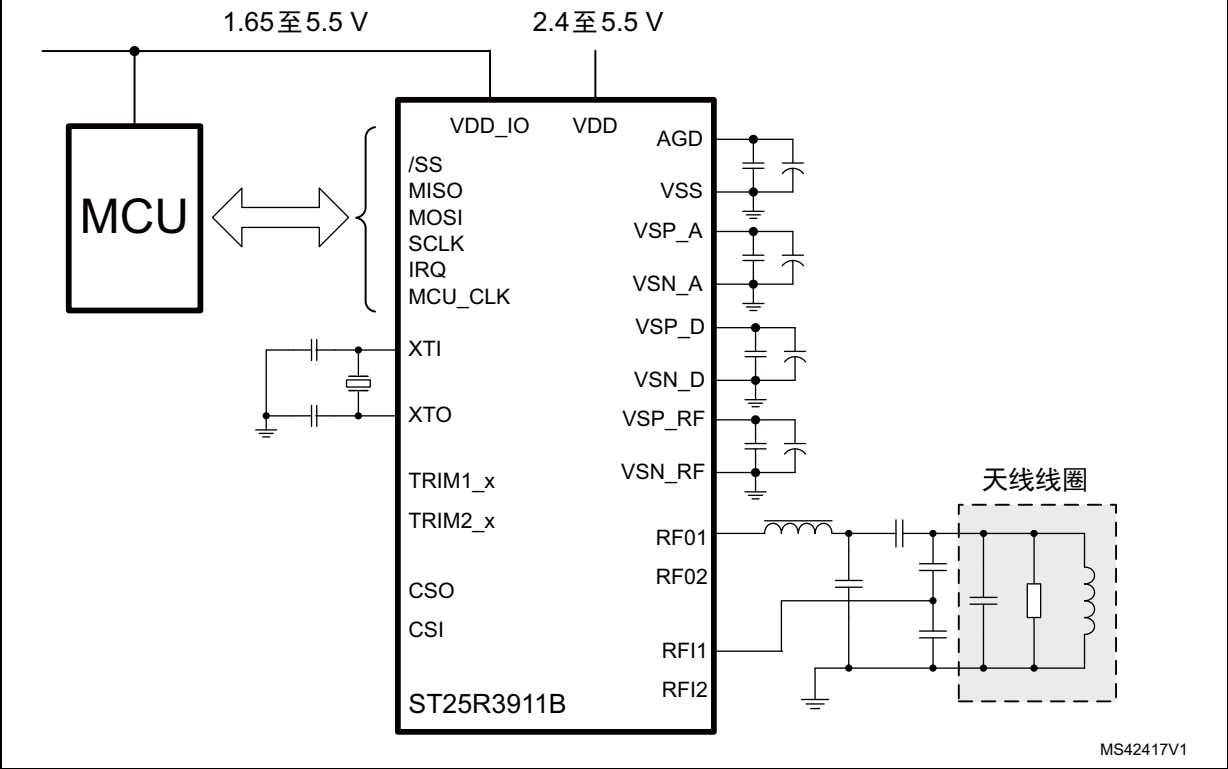 1.65至5.5 V
2.4至5.5 V
MCU
VDD_IO
VDD
/SS
MISO
MOSI
SCLK
IRQ
MCU_CLK
XTI
XTO
TRIM1_x
TRIM2_x
CSO
CSI
ST25R3911B
AGD
VSS
VSP_A
VSN_A
VSP_D
VSN_D
VSP_RF
VSN_RF
RF01
RF02
RFI1
RFI2
天线线圈
MS42417V1